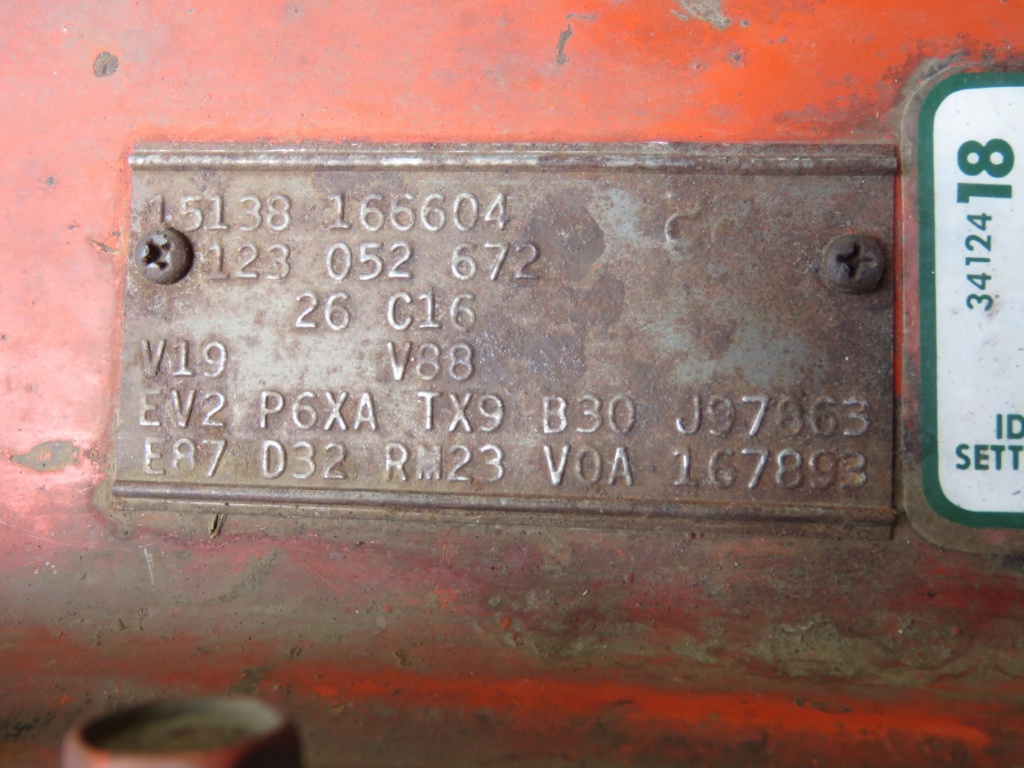 15138 166604
123 052 672
26 C16
V19 V88
EV2 P6XA TX9 B30 J97863
E87 D32 RM23 V0A 167893
34124 18
ID
SETT